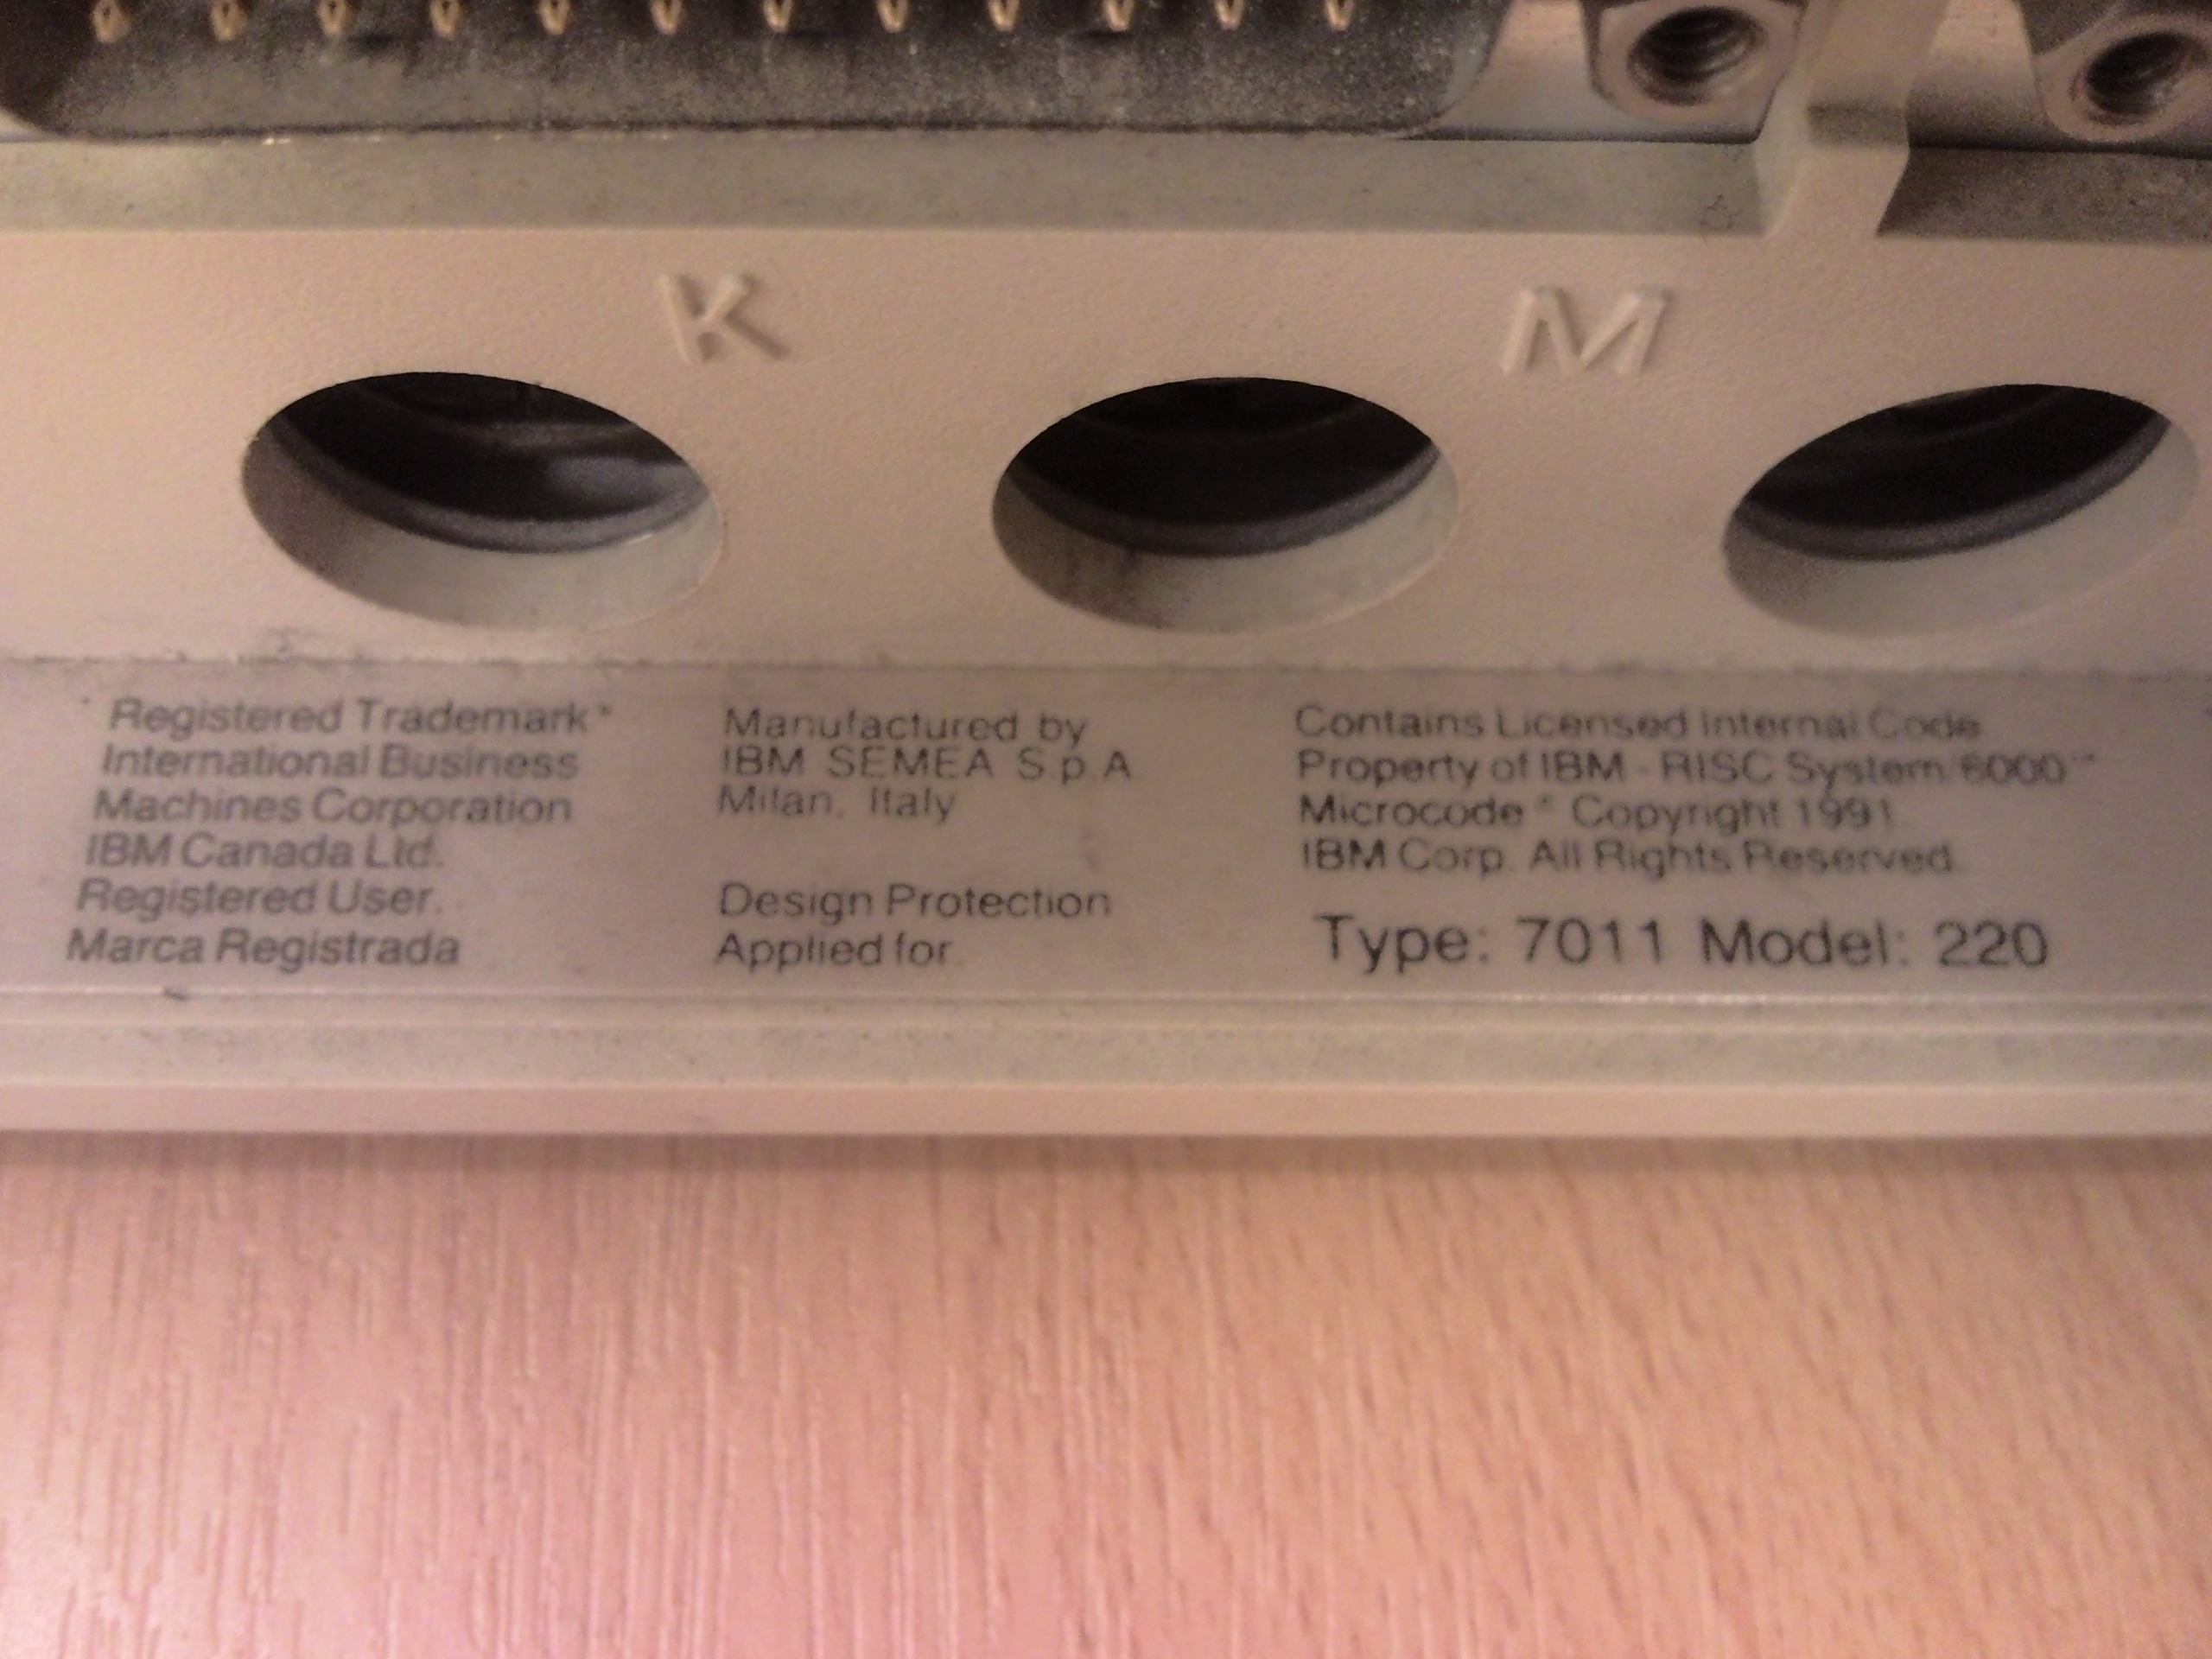 K
M
Registered Trademark®
International Business
Machines Corporation
IBM Canada Ltd.
Registered User.
Marca Registrada
Manufactured by
IBM SEMEA S.p.A.
Milan, Italy
Design Protection
Applied for.
Contains Licensed Internal Code
Property of IBM - RISC System/6000™
Microcode © Copyright 1991
IBM Corp. All Rights Reserved.
Type: 7011 Model: 220